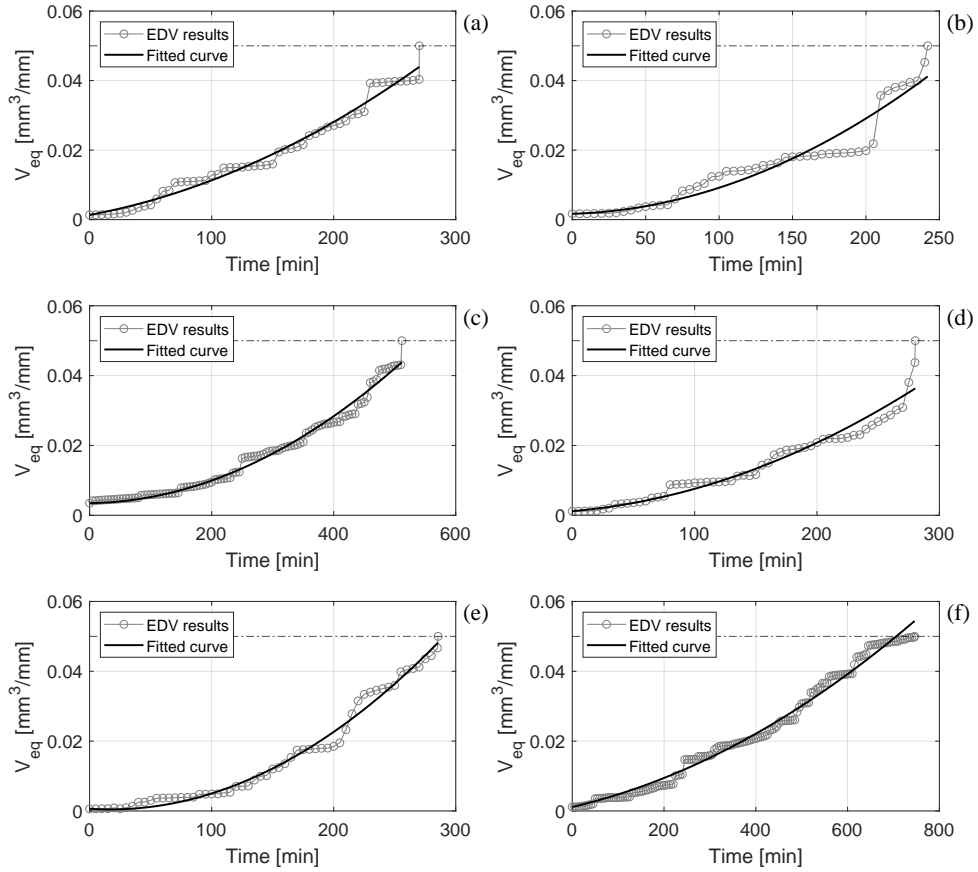 (a)
EDV results
Fitted curve
0.06
0.04
0.02
0
V_eq [mm^3/mm]
0 100 200 300
Time [min]
(b)
EDV results
Fitted curve
0.06
0.04
0.02
0
V_eq [mm^3/mm]
0 50 100 150 200 250
Time [min]
(c)
EDV results
Fitted curve
0.06
0.04
0.02
0
V_eq [mm^3/mm]
0 200 400 600
Time [min]
(d)
EDV results
Fitted curve
0.06
0.04
0.02
0
V_eq [mm^3/mm]
0 100 200 300
Time [min]
(e)
EDV results
Fitted curve
0.06
0.04
0.02
0
V_eq [mm^3/mm]
0 100 200 300
Time [min]
(f)
EDV results
Fitted curve
0.06
0.04
0.02
0
V_eq [mm^3/mm]
0 200 400 600 800
Time [min]